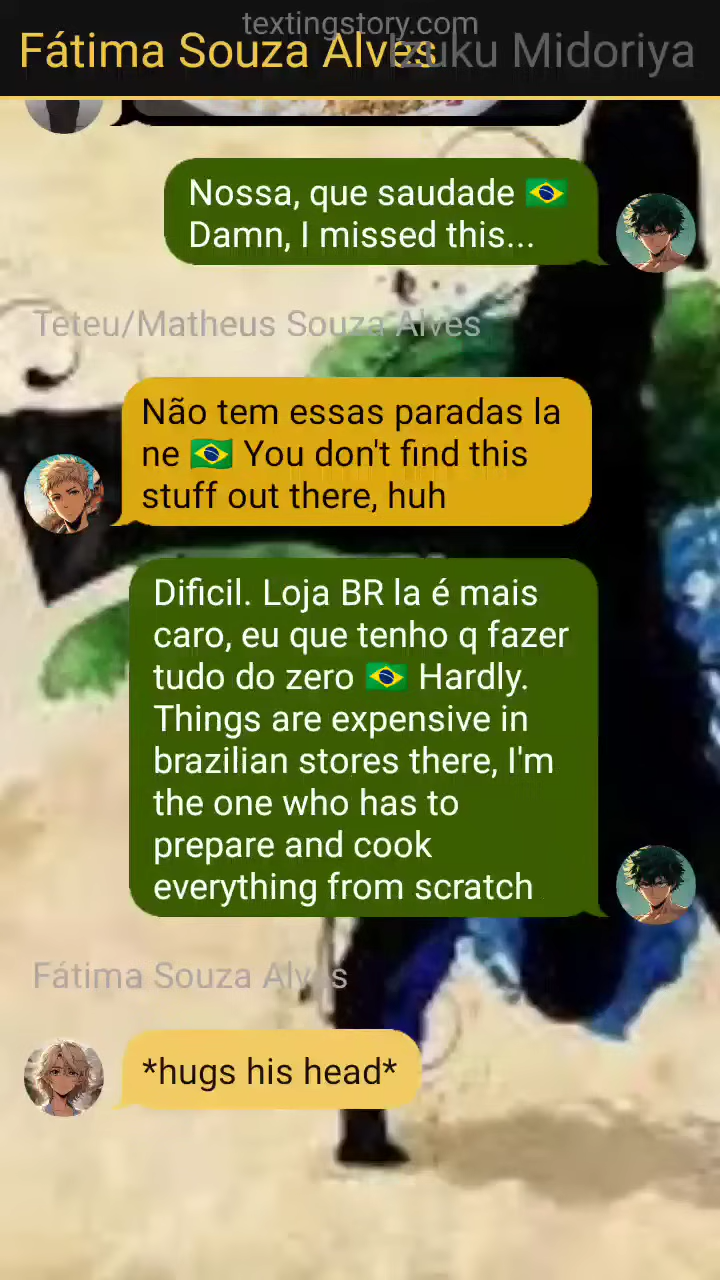 textingstory.com
Fátima Souza Alves Izuku Midoriya
Nossa, que saudade 🇧🇷
Damn, I missed this...
Teteu/Matheus Souza Alves
Não tem essas paradas la
ne 🇧🇷 You don't find this
stuff out there, huh
Dificil. Loja BR la é mais
caro, eu que tenho q fazer
tudo do zero 🇧🇷 Hardly.
Things are expensive in
brazilian stores there, I'm
the one who has to
prepare and cook
everything from scratch
Fátima Souza Alves
*hugs his head*